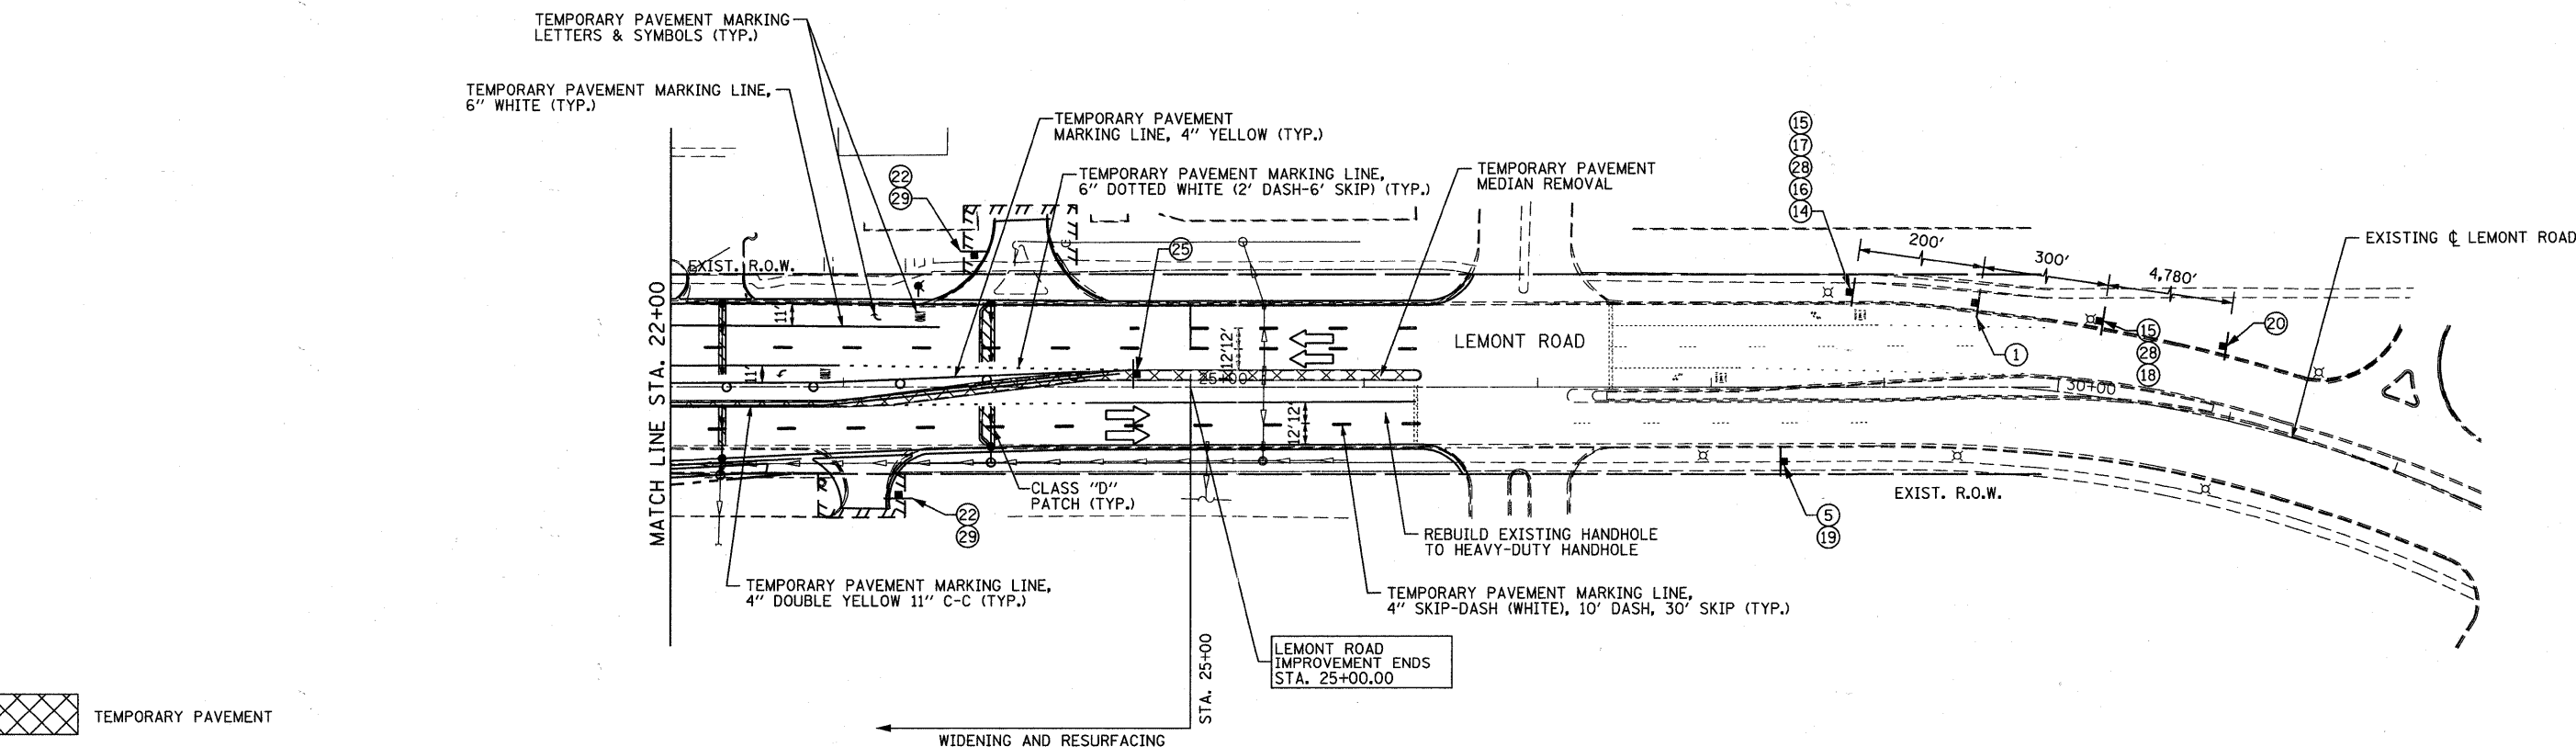 TEMPORARY PAVEMENT MARKING
LETTERS & SYMBOLS (TYP.)
TEMPORARY PAVEMENT MARKING LINE,
6" WHITE (TYP.)
TEMPORARY PAVEMENT
MARKING LINE, 4" YELLOW (TYP.)
TEMPORARY PAVEMENT MARKING LINE,
6" DOTTED WHITE (2' DASH-6' SKIP) (TYP.)
TEMPORARY PAVEMENT
MEDIAN REMOVAL
15
17
28
16
14
22
29
25
200'
300'
4,780'
EXISTING ℄ LEMONT ROAD
EXIST. R.O.W.
MATCH LINE STA. 22+00
11'
11'
12'
12'
25+00
LEMONT ROAD
1
15
28
18
20
30+00
12'
12'
CLASS "D"
PATCH (TYP.)
22
29
5
19
EXIST. R.O.W.
REBUILD EXISTING HANDHOLE
TO HEAVY-DUTY HANDHOLE
TEMPORARY PAVEMENT MARKING LINE,
4" DOUBLE YELLOW 11" C-C (TYP.)
TEMPORARY PAVEMENT MARKING LINE,
4" SKIP-DASH (WHITE), 10' DASH, 30' SKIP (TYP.)
LEMONT ROAD
IMPROVEMENT ENDS
STA. 25+00.00
STA. 25+00
TEMPORARY PAVEMENT
WIDENING AND RESURFACING